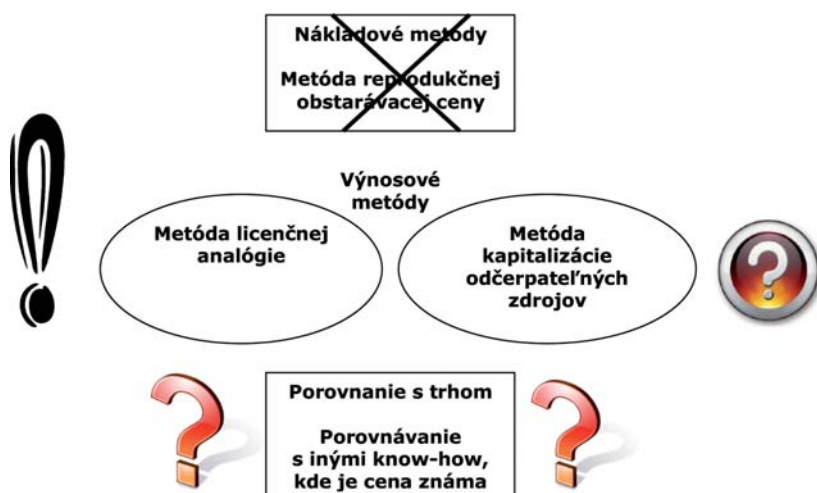 Nákladové metódy
Metóda reprodukčnej
obstarávacej ceny
Výnosové
metódy
Metóda licenčnej
analógie
Metóda
kapitalizácie
odčerpateľných
zdrojov
Porovnanie s trhom
Porovnávanie
s inými know-how,
kde je cena známa